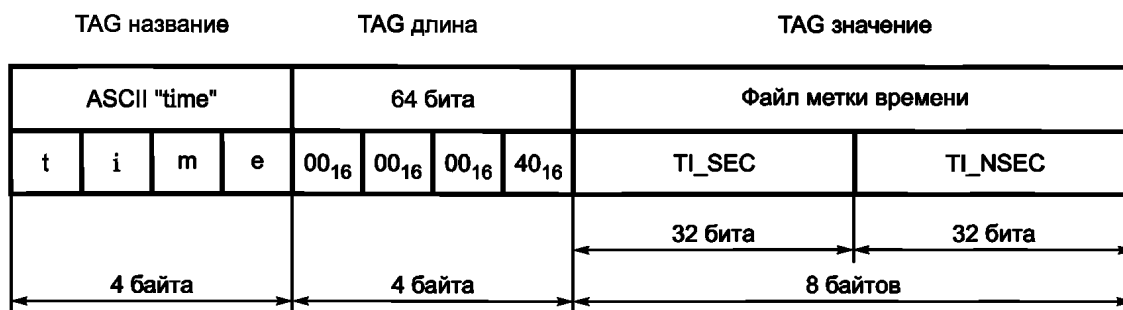 TAG название TAG длина TAG значение
ASCII "time" 64 бита Файл метки времени
t i m e 00₁₆ 00₁₆ 00₁₆ 40₁₆ TI_SEC TI_NSEC
32 бита 32 бита
4 байта 4 байта 8 байтов